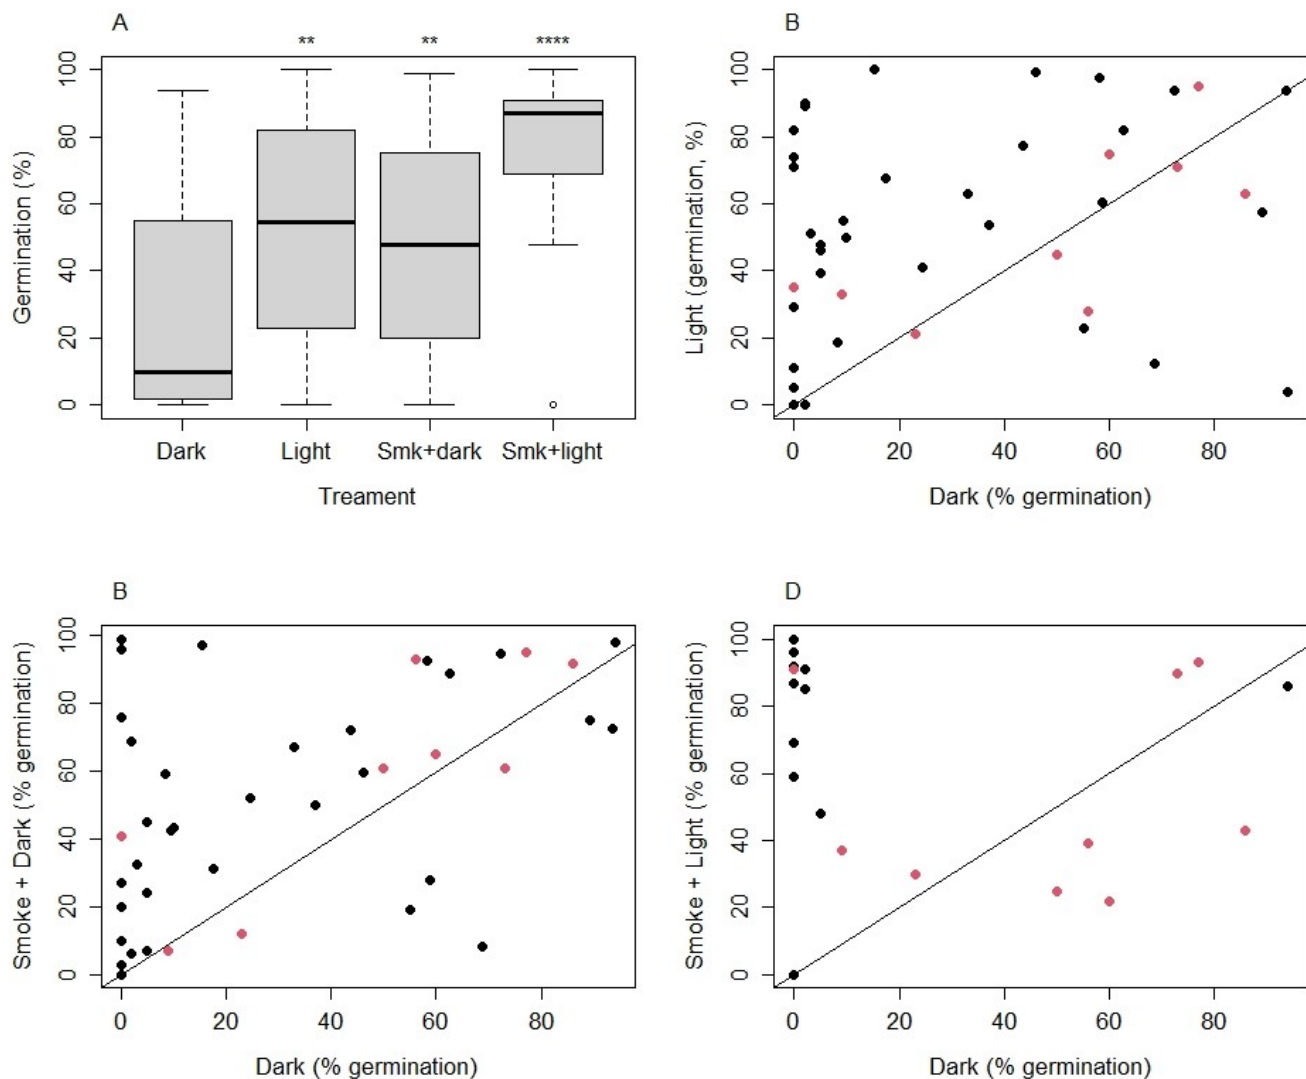 A
** ** ****
Germination (%)
0 20 40 60 80 100
Dark Light Smk+dark Smk+light
Treament
B
Light (germination, %)
0 20 40 60 80 100
0 20 40 60 80
Dark (% germination)
B
Smoke + Dark (% germination)
0 20 40 60 80 100
0 20 40 60 80
Dark (% germination)
D
Smoke + Light (% germination)
0 20 40 60 80 100
0 20 40 60 80
Dark (% germination)